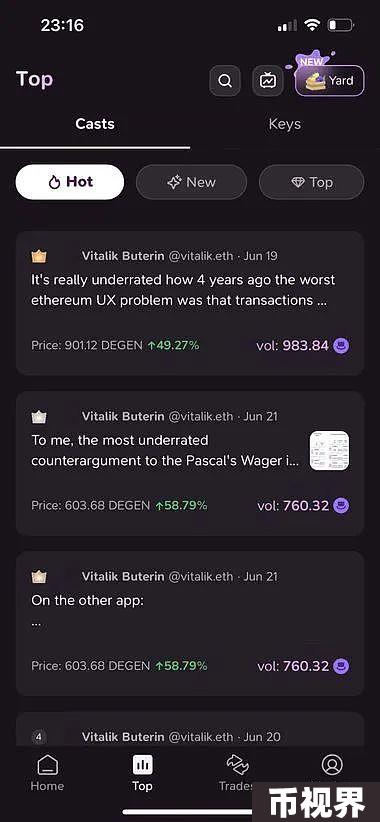 23:16
Top
NEW
Yard
Casts
Keys
Hot
New
Top
Vitalik Buterin @vitalik.eth · Jun 19
It's really underrated how 4 years ago the worst
ethereum UX problem was that transactions ...
Price: 901.12 DEGEN ↑49.27%
vol: 983.84
Vitalik Buterin @vitalik.eth · Jun 21
To me, the most underrated
counterargument to the Pascal's Wager i...
Price: 603.68 DEGEN ↑58.79%
vol: 760.32
Vitalik Buterin @vitalik.eth · Jun 21
On the other app:
...
Price: 603.68 DEGEN ↑58.79%
vol: 760.32
4
Vitalik Buterin @vitalik.eth · Jun 20
Home
Top
Trades
币视界